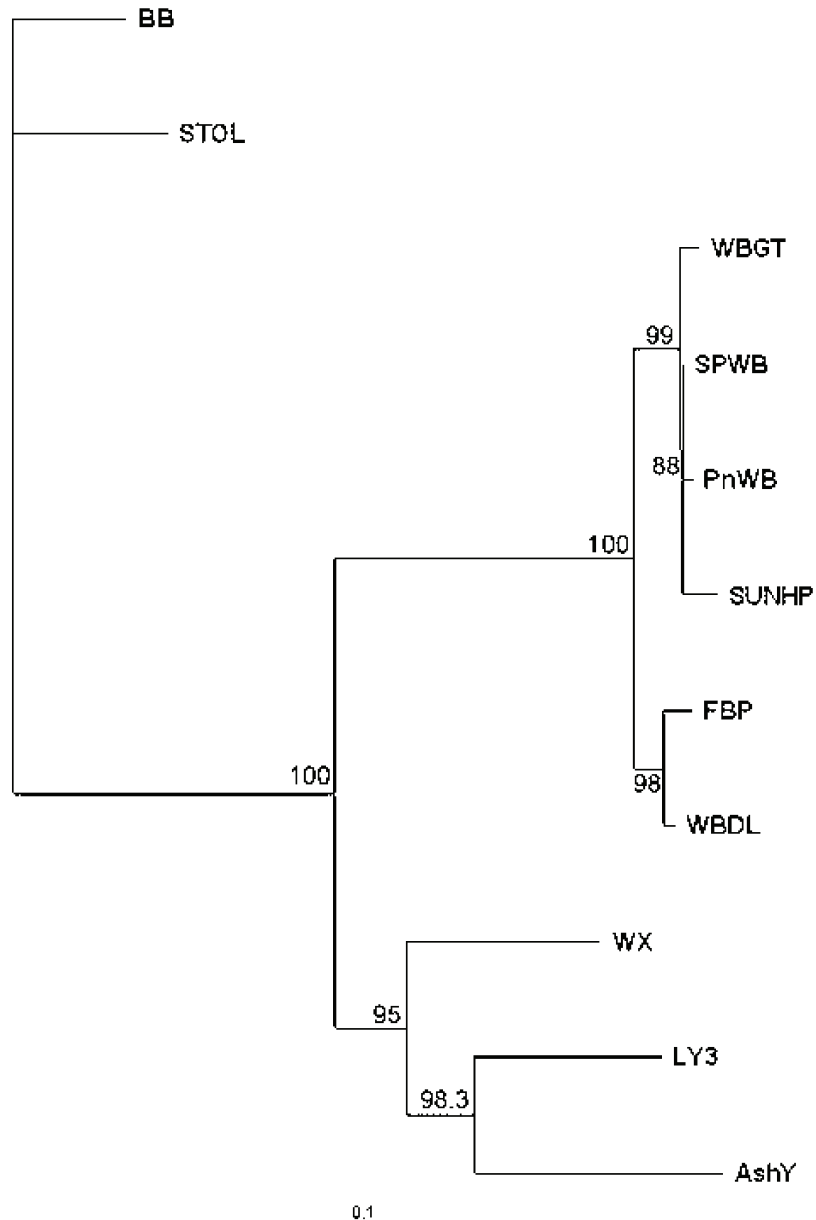 BB
STOL
WBGT
99
SPWB
88
PnWB
100
SUNHP
FBP
100
98
WBDL
WX
95
LY3
98.3
AshY
0.1